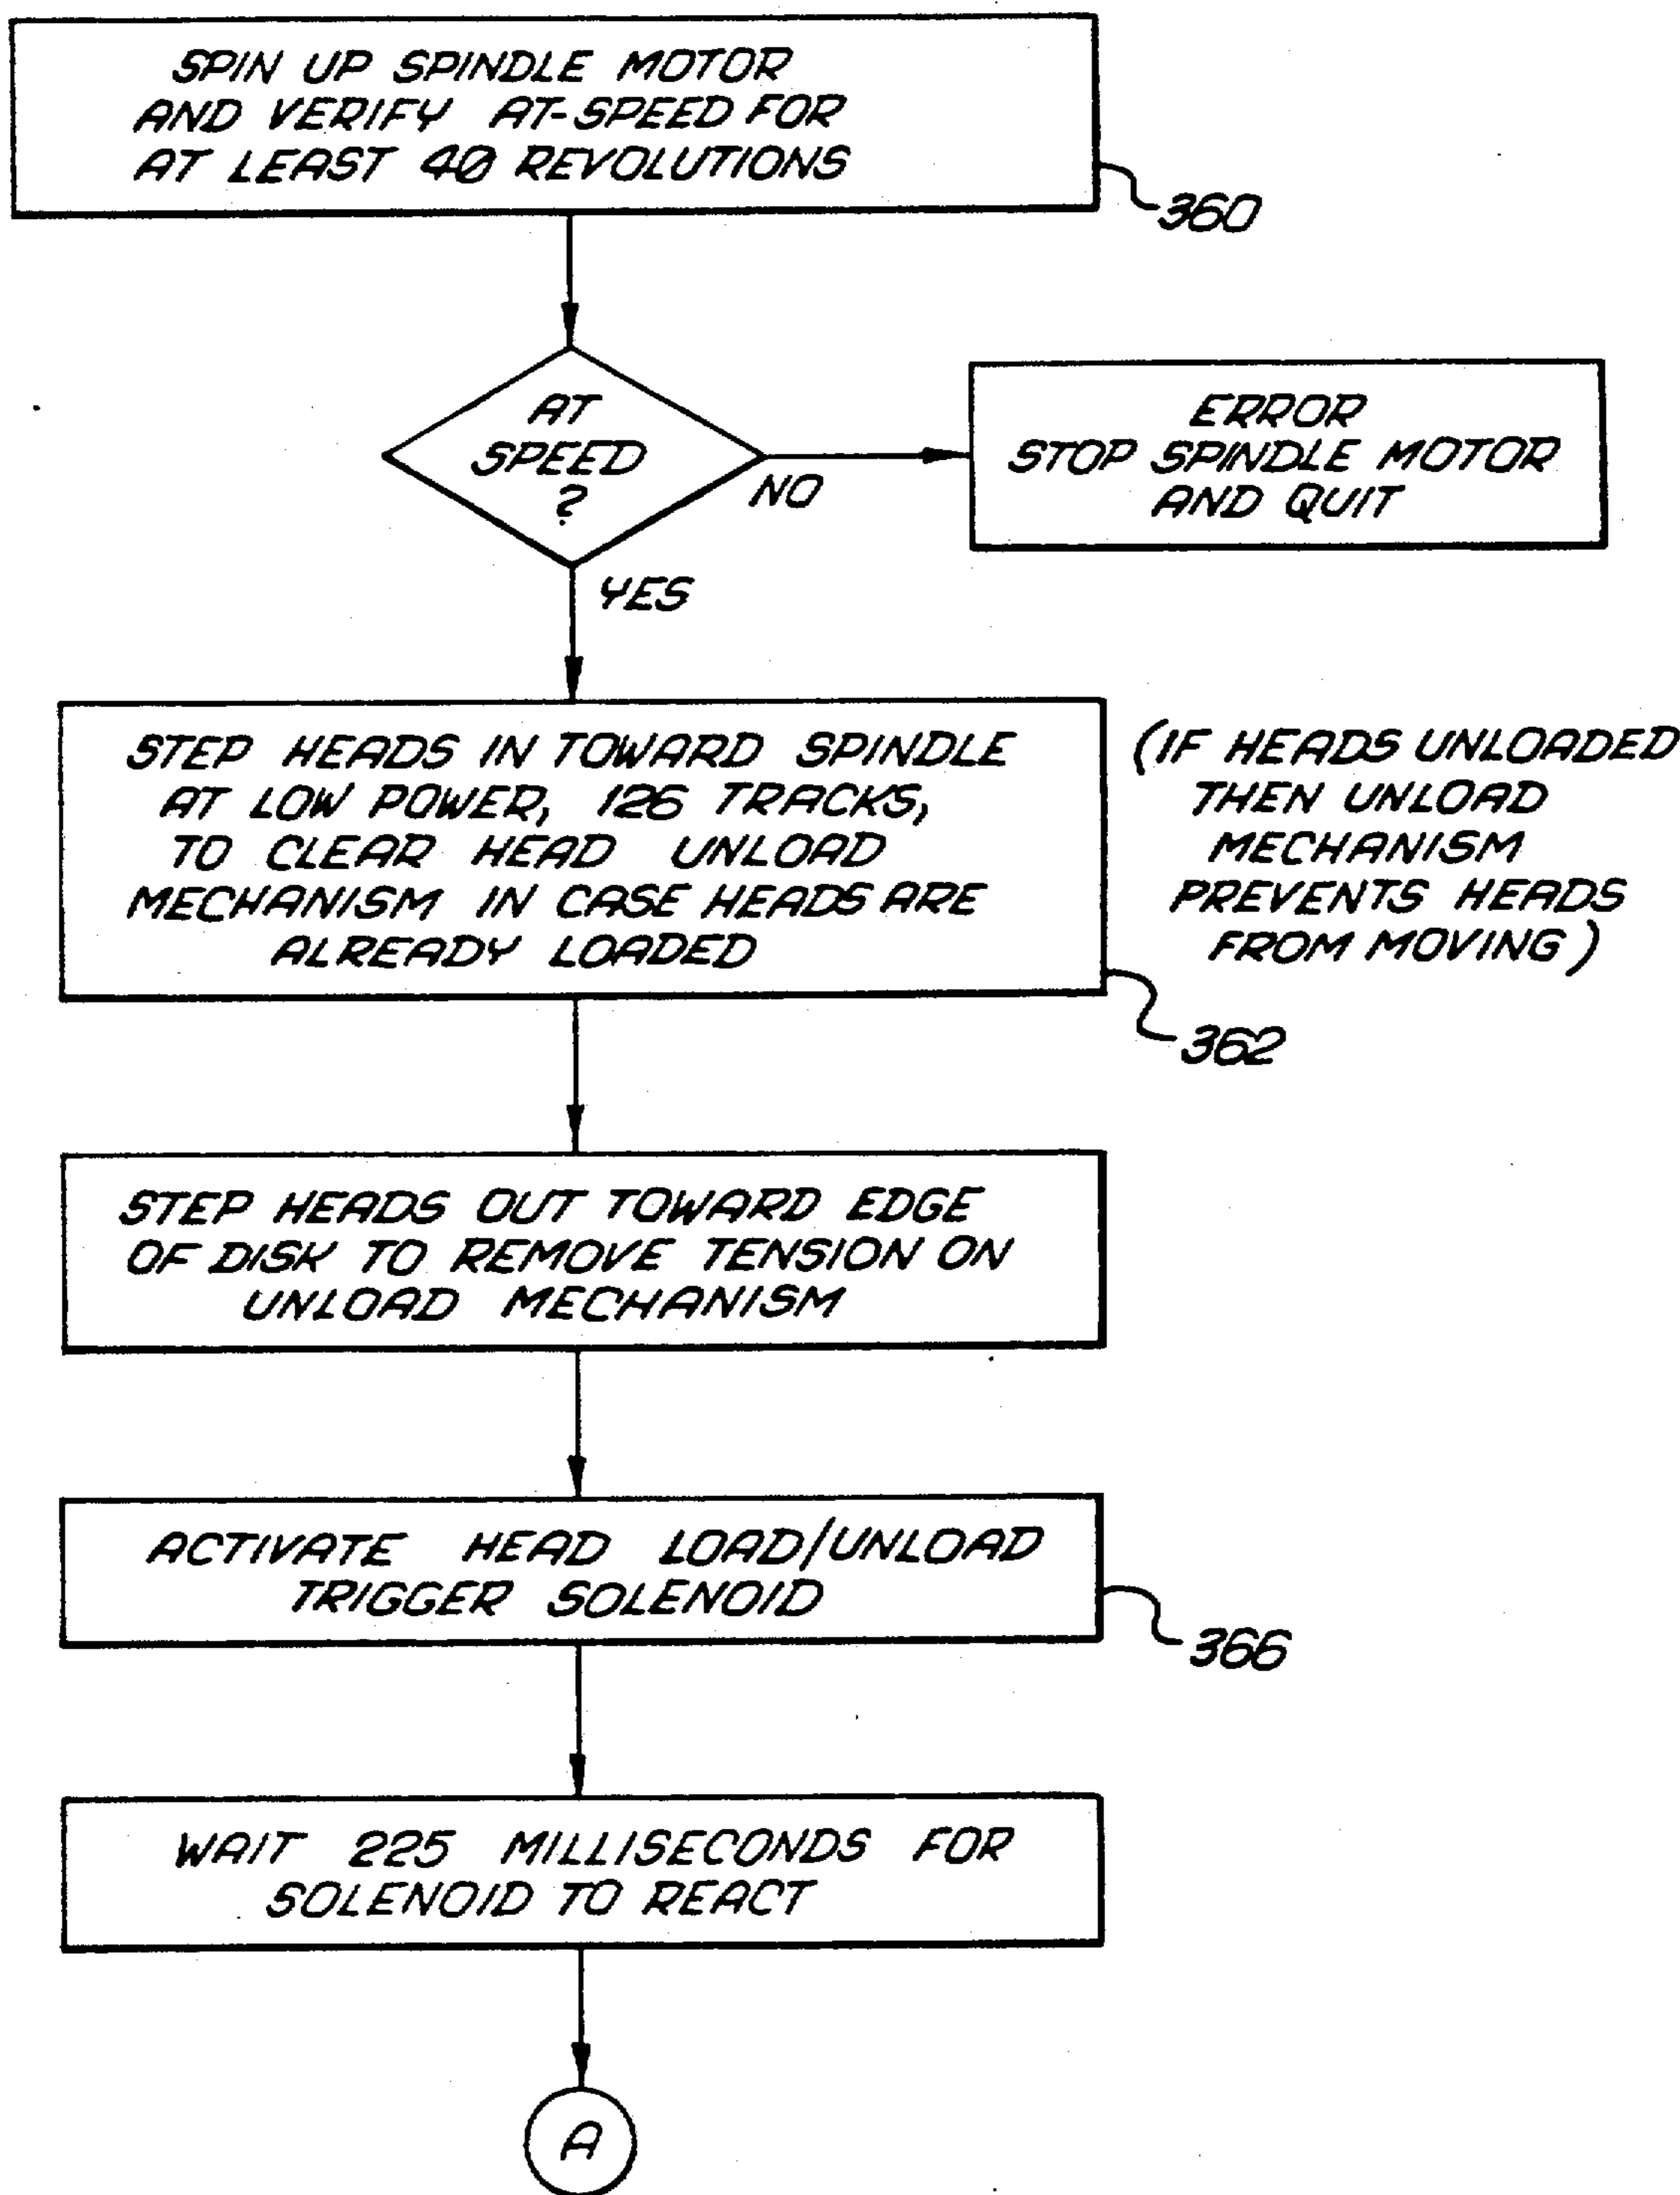 SPIN UP SPINDLE MOTOR
AND VERIFY AT-SPEED FOR
AT LEAST 40 REVOLUTIONS
360
AT
SPEED
?
NO
ERROR
STOP SPINDLE MOTOR
AND QUIT
YES
STEP HEADS IN TOWARD SPINDLE
AT LOW POWER, 126 TRACKS,
TO CLEAR HEAD UNLOAD
MECHANISM IN CASE HEADS ARE
ALREADY LOADED
(IF HEADS UNLOADED
THEN UNLOAD
MECHANISM
PREVENTS HEADS
FROM MOVING)
362
STEP HEADS OUT TOWARD EDGE
OF DISK TO REMOVE TENSION ON
UNLOAD MECHANISM
ACTIVATE HEAD LOAD/UNLOAD
TRIGGER SOLENOID
366
WAIT 225 MILLISECONDS FOR
SOLENOID TO REACT
A